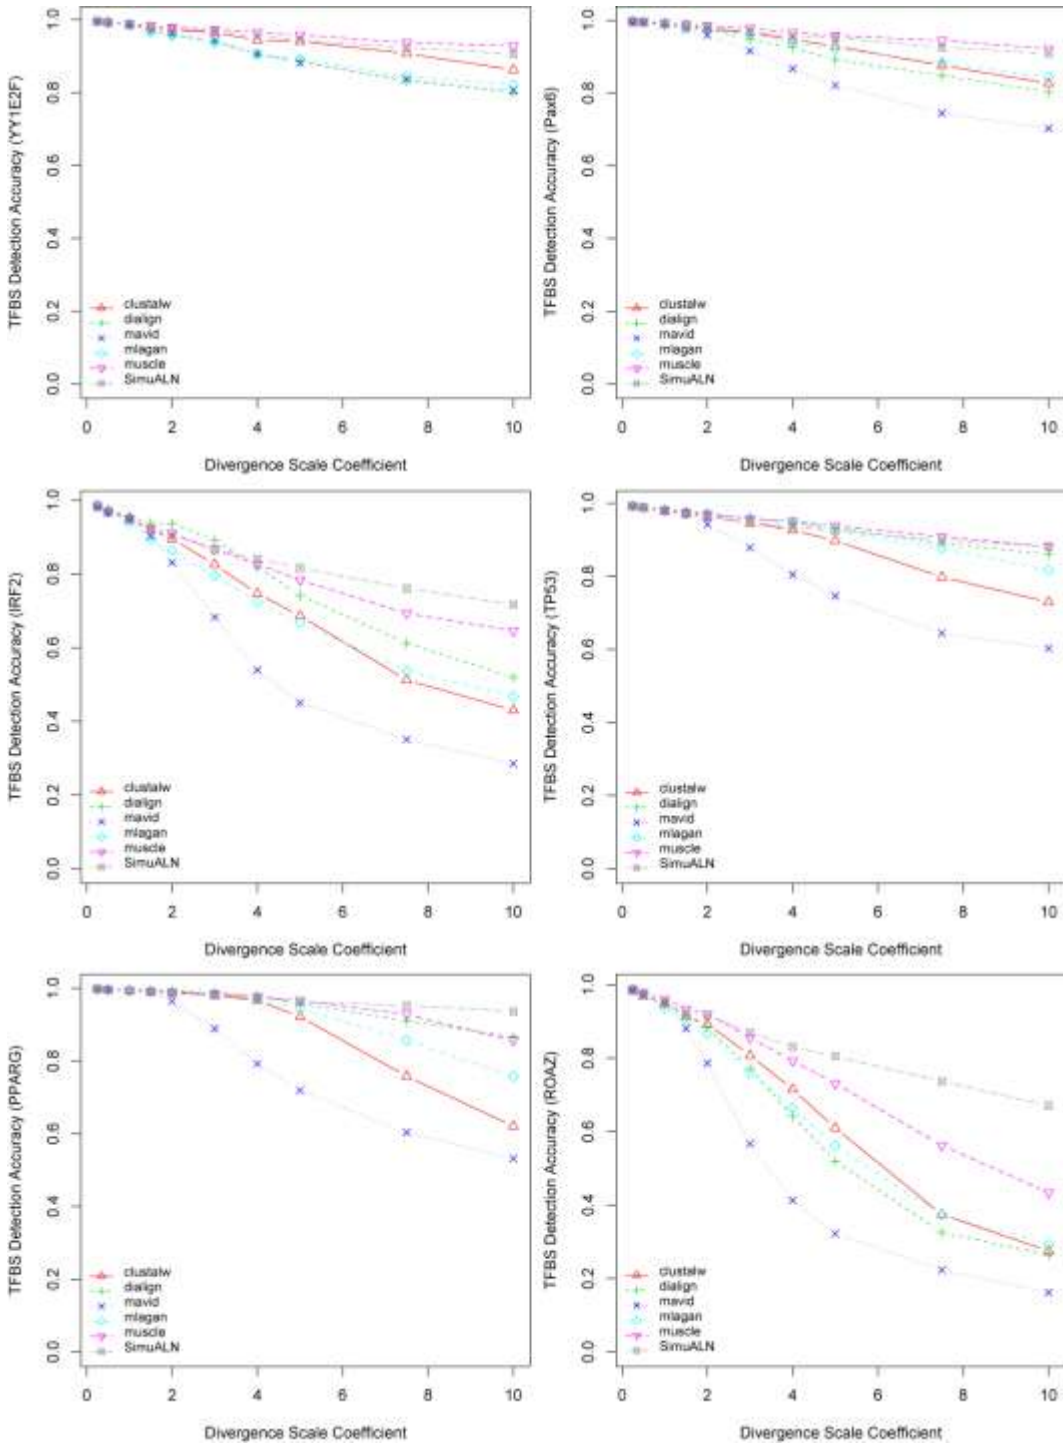 TFBS Detection Accuracy (YY1E2F)
1.0
0.8
0.6
0.4
0.2
0.0
clustalw
dialign
mavid
mlagan
muscle
SimuALN
0 2 4 6 8 10
Divergence Scale Coefficient
TFBS Detection Accuracy (Pax6)
1.0
0.8
0.6
0.4
0.2
0.0
clustalw
dialign
mavid
mlagan
muscle
SimuALN
0 2 4 6 8 10
Divergence Scale Coefficient
TFBS Detection Accuracy (IRF2)
1.0
0.8
0.6
0.4
0.2
0.0
clustalw
dialign
mavid
mlagan
muscle
SimuALN
0 2 4 6 8 10
Divergence Scale Coefficient
TFBS Detection Accuracy (TP53)
1.0
0.8
0.6
0.4
0.2
0.0
clustalw
dialign
mavid
mlagan
muscle
SimuALN
0 2 4 6 8 10
Divergence Scale Coefficient
TFBS Detection Accuracy (PPARG)
1.0
0.8
0.6
0.4
0.2
0.0
clustalw
dialign
mavid
mlagan
muscle
SimuALN
0 2 4 6 8 10
Divergence Scale Coefficient
TFBS Detection Accuracy (ROAZ)
1.0
0.8
0.6
0.4
0.2
0.0
clustalw
dialign
mavid
mlagan
muscle
SimuALN
0 2 4 6 8 10
Divergence Scale Coefficient